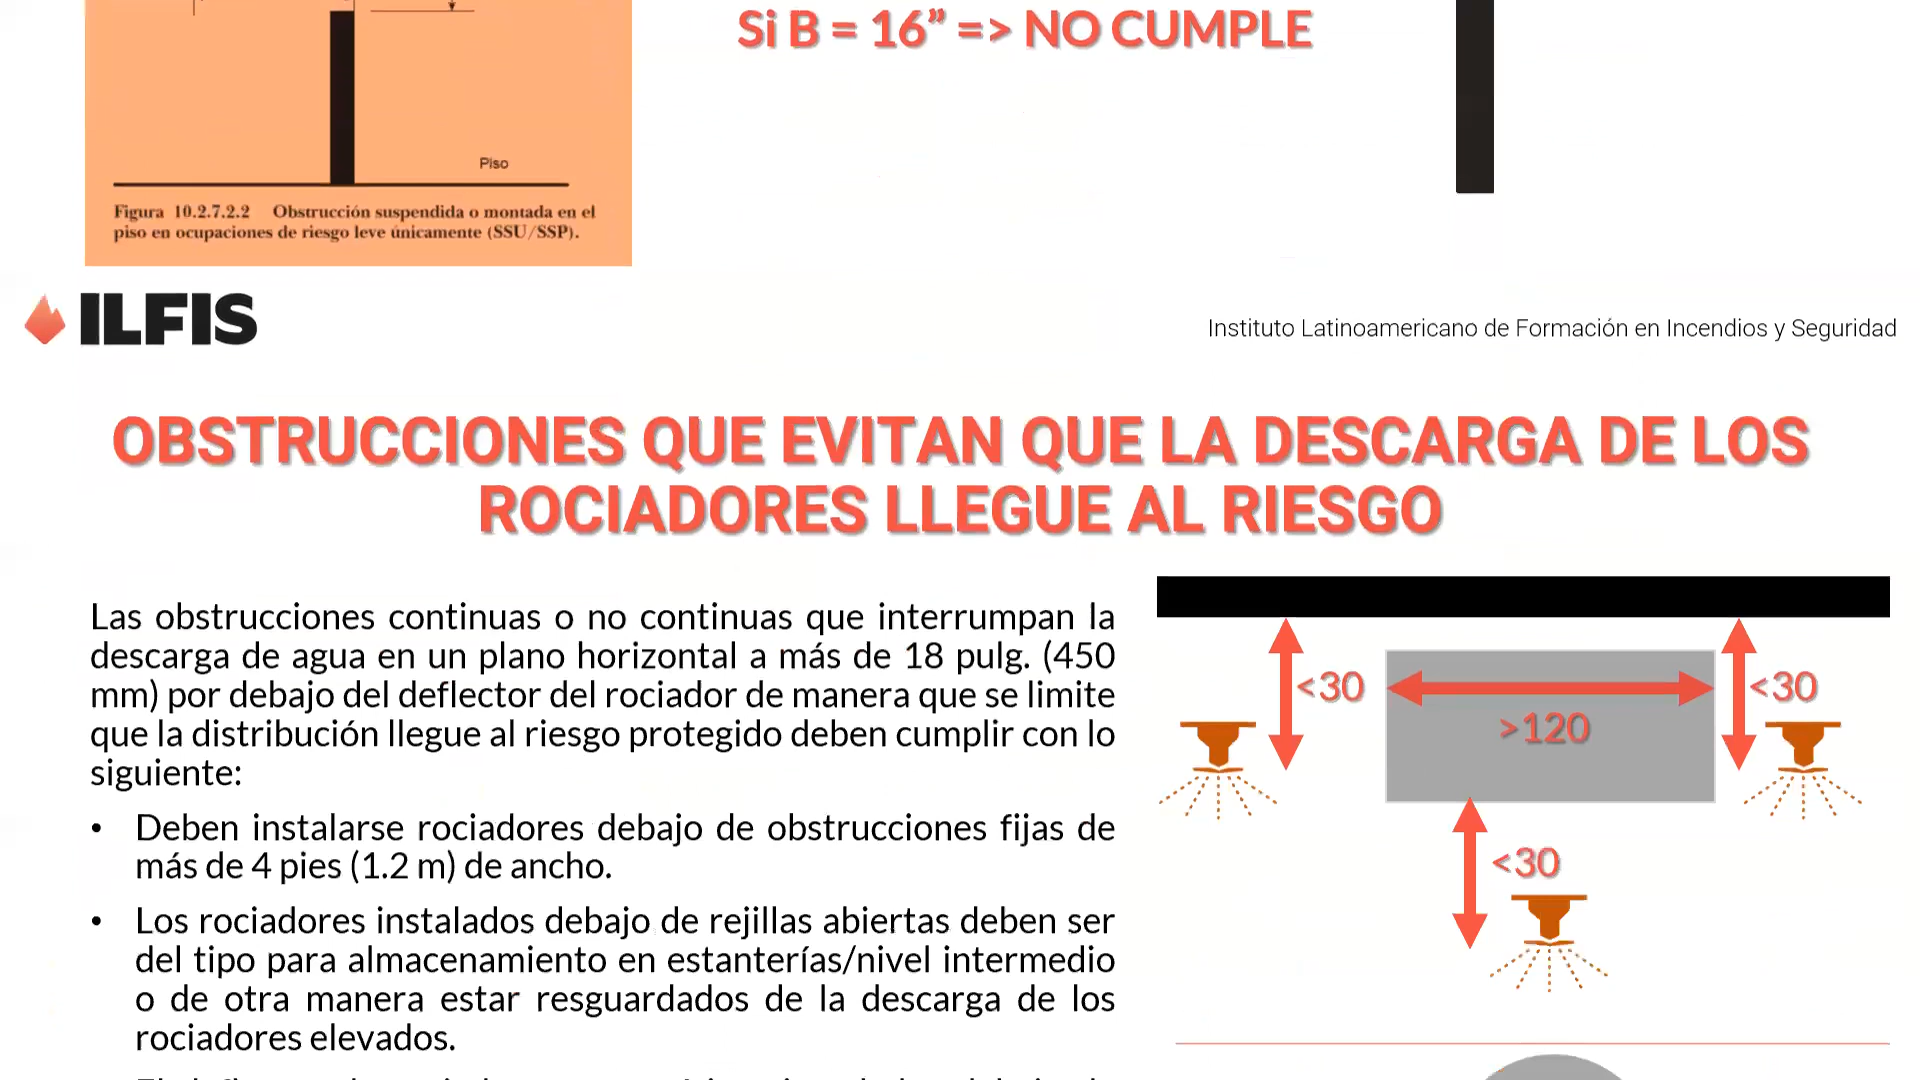 Si B = 16” => NO CUMPLE
Piso
Figura 10.2.7.2.2 Obstrucción suspendida o montada en el
piso en ocupaciones de riesgo leve únicamente (SSU/SSP).
ILFIS
Instituto Latinoamericano de Formación en Incendios y Seguridad
OBSTRUCCIONES QUE EVITAN QUE LA DESCARGA DE LOS
ROCIADORES LLEGUE AL RIESGO
Las obstrucciones continuas o no continuas que interrumpan la
descarga de agua en un plano horizontal a más de 18 pulg. (450
mm) por debajo del deflector del rociador de manera que se limite
que la distribución llegue al riesgo protegido deben cumplir con lo
siguiente:
• Deben instalarse rociadores debajo de obstrucciones fijas de
más de 4 pies (1.2 m) de ancho.
• Los rociadores instalados debajo de rejillas abiertas deben ser
del tipo para almacenamiento en estanterías/nivel intermedio
o de otra manera estar resguardados de la descarga de los
rociadores elevados.
<30
>120
<30
<30